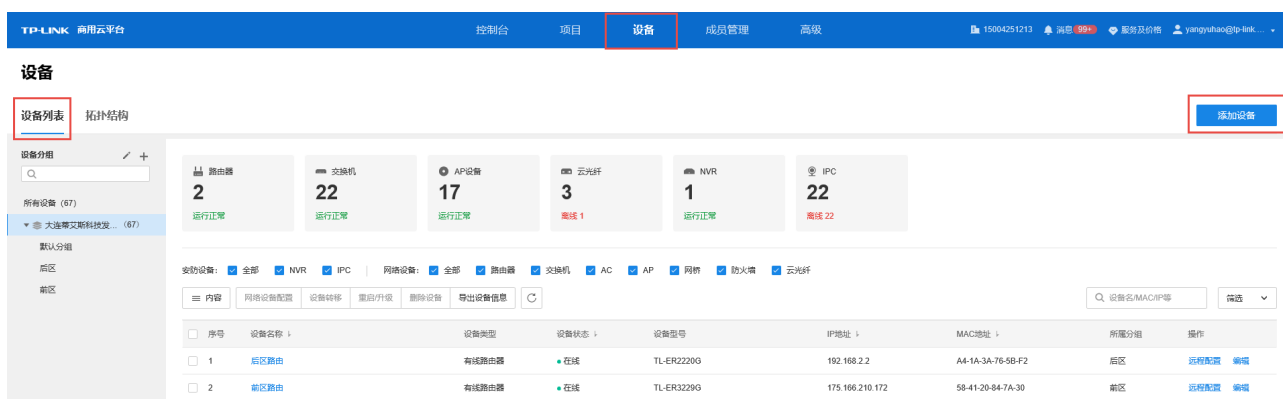 TP-LINK 商用云平台 控制台 项目 设备 成员管理 高级 15004251213 消息 99+ 服务及价格 yangyuhao@tp-link....
设备
设备列表 拓扑结构 添加设备
设备分组
所有设备 (67)
大连蒂艾斯科技发... (67)
默认分组
后区
前区
路由器 交换机 AP设备 云光纤 NVR IPC
2 22 17 3 1 22
运行正常 运行正常 运行正常 离线 1 运行正常 离线 22
安防设备: 全部 NVR IPC 网络设备: 全部 路由器 交换机 AC AP 网桥 防火墙 云光纤
内容 网络设备配置 设备转移 重启/升级 删除设备 导出设备信息 设备名/MAC/IP等 筛选
序号 设备名称 设备类型 设备状态 设备型号 IP地址 MAC地址 所属分组 操作
1 后区路由 有线路由器 在线 TL-ER2220G 192.168.2.2 A4-1A-3A-76-5B-F2 后区 远程配置 编辑
2 前区路由 有线路由器 在线 TL-ER3229G 175.166.210.172 58-41-20-84-7A-30 前区 远程配置 编辑